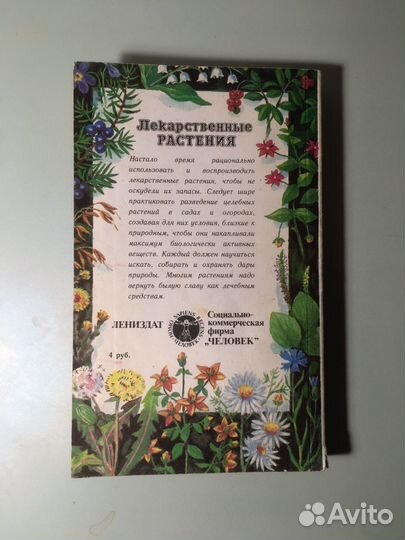 Лекарственные
РАСТЕНИЯ
Настало время рационально
использовать и воспроизводить
лекарственные растения, чтобы не
оскудели их запасы. Следует шире
практиковать разведение целебных
растений в садах и огородах,
создавая для них условия, близкие к
природным, чтобы они накапливали
максимум биологически активных
веществ. Каждый должен научиться
искать, собирать и охранять дары
природы. Многим растениям надо
вернуть былую славу как лечебным
средствам.
ЛЕНИЗДАТ
HOMO SAPIENS
ЧЕЛОВЕК
Социально-
коммерческая
фирма
„ЧЕЛОВЕК"
4 руб.
Avito